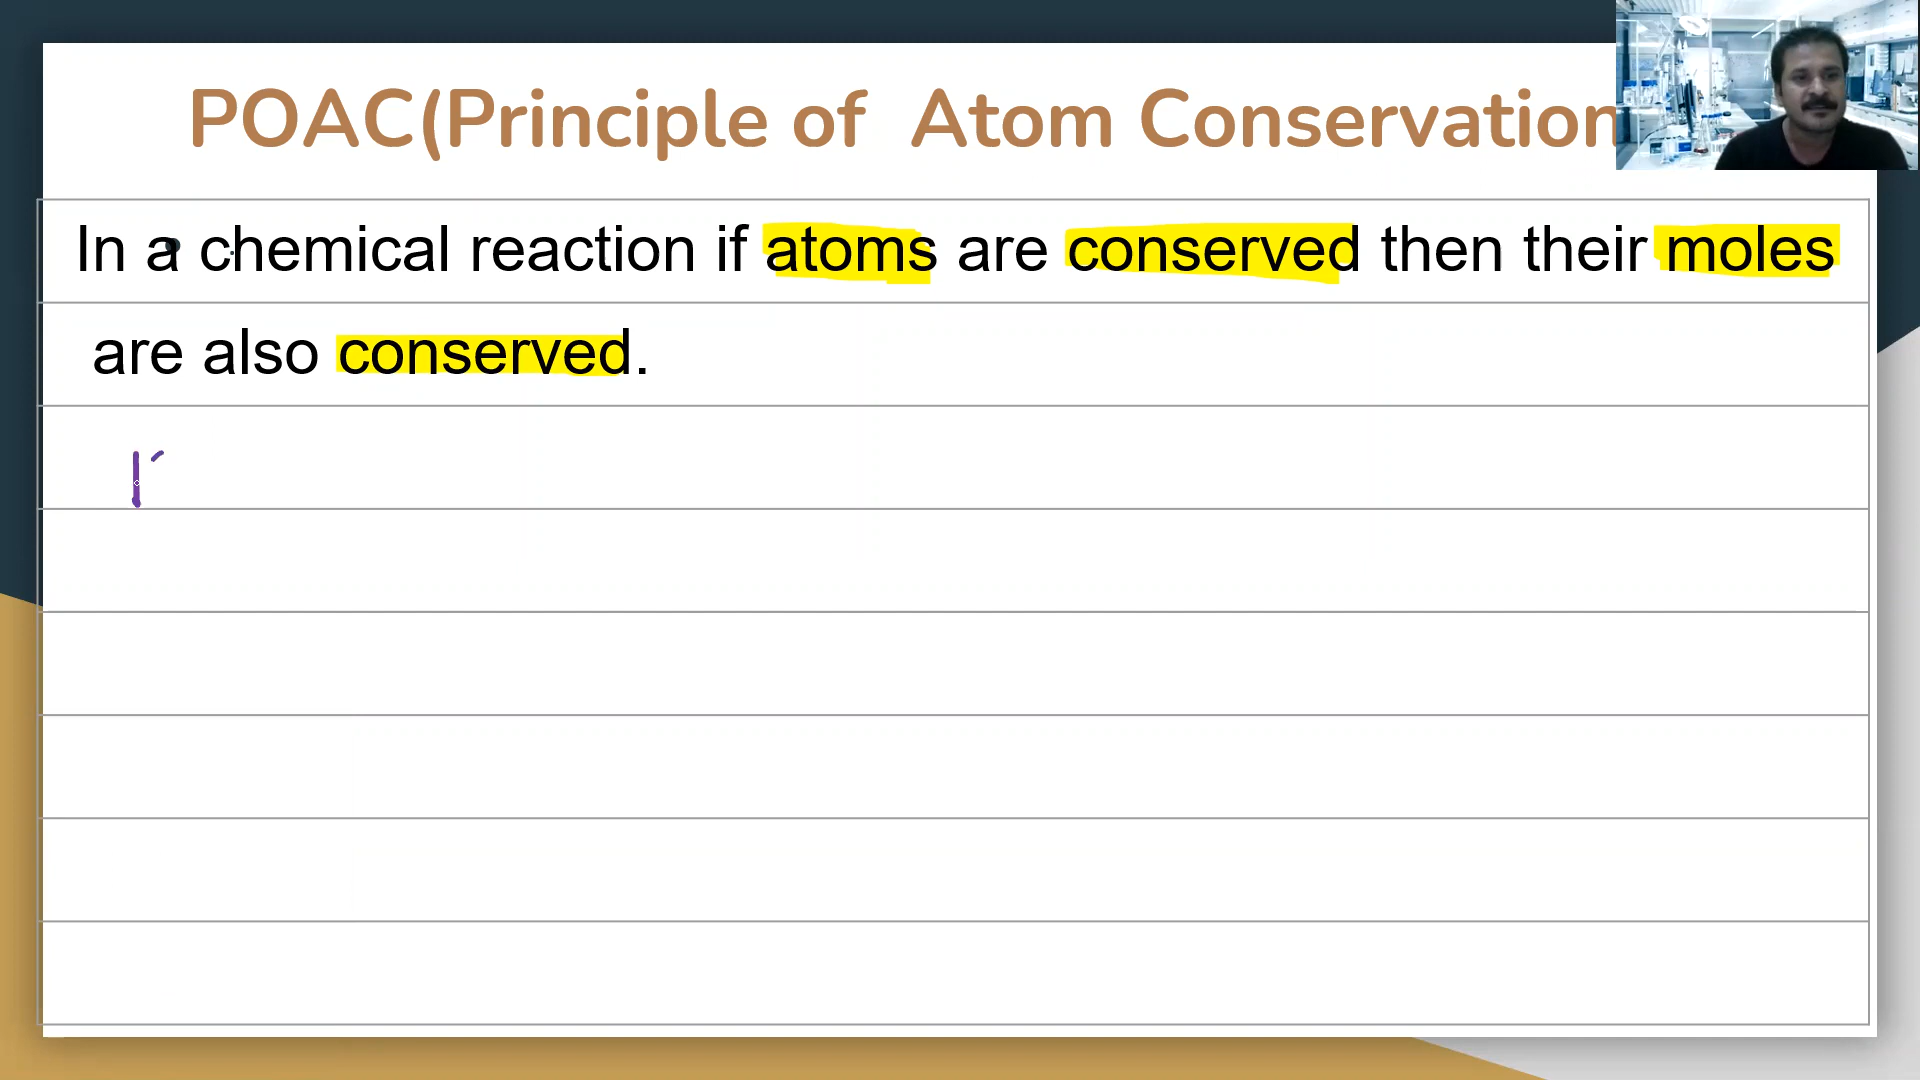 POAC(Principle of Atom Conservation
In a chemical reaction if atoms are conserved then their moles
are also conserved.